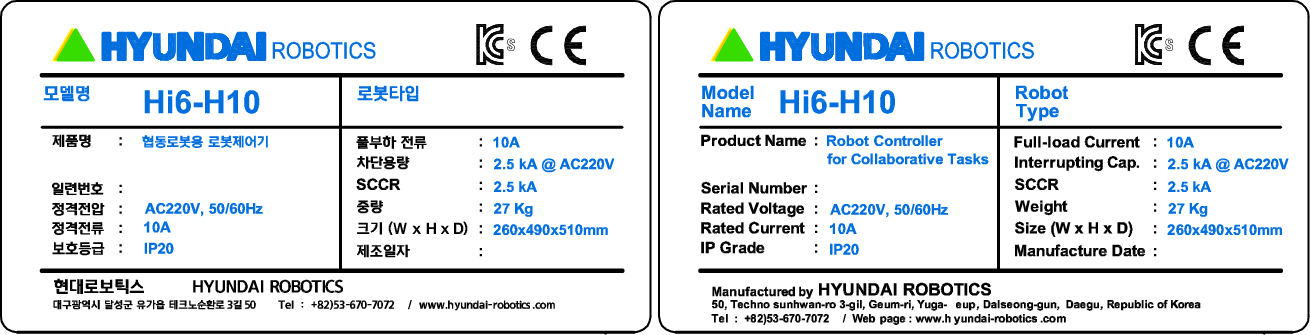 HYUNDAI ROBOTICS
KC S CE
모델명 Hi6-H10 로봇타입
제품명 : 협동로봇용 로봇제어기
일련번호 :
정격전압 : AC220V, 50/60Hz
정격전류 : 10A
보호등급 : IP20
풀부하 전류 : 10A
차단용량 : 2.5 kA @ AC220V
SCCR : 2.5 kA
중량 : 27 Kg
크기 (W x H x D) : 260x490x510mm
제조일자 :
현대로보틱스 HYUNDAI ROBOTICS
대구광역시 달성군 유가읍 테크노순환로 3길 50 Tel : +82)53-670-7072 / www.hyundai-robotics .com
HYUNDAI ROBOTICS
KC S CE
Model Name Hi6-H10 Robot Type
Product Name : Robot Controller
for Collaborative Tasks
Serial Number :
Rated Voltage : AC220V, 50/60Hz
Rated Current : 10A
IP Grade : IP20
Full-load Current : 10A
Interrupting Cap. : 2.5 kA @ AC220V
SCCR : 2.5 kA
Weight : 27 Kg
Size (W x H x D) : 260x490x510mm
Manufacture Date :
Manufactured by HYUNDAI ROBOTICS
50, Techno sunhwan-ro 3-gil, Geum-ri, Yuga- eup, Dalseong-gun, Daegu, Republic of Korea
Tel : +82)53-670-7072 / Web page : www.h yundai-robotics .com